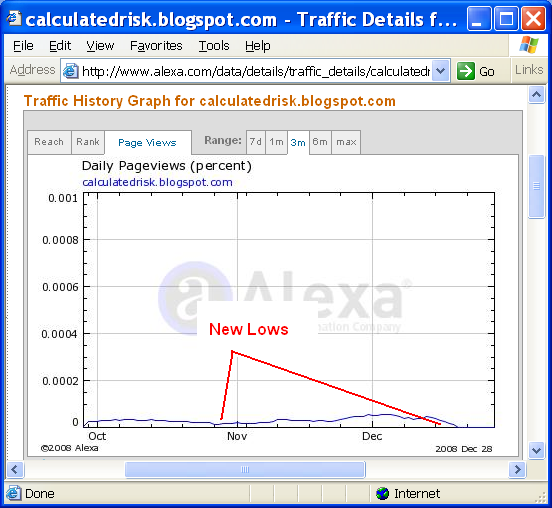 calculatedrisk.blogspot.com - Traffic Details f...
File Edit View Favorites Tools Help
Address http://www.alexa.com/data/details/traffic_details/calculatedr Go Links
Traffic History Graph for calculatedrisk.blogspot.com
Reach Rank Page Views Range: 7d 1m 3m 6m max
Daily Pageviews (percent)
calculatedrisk.blogspot.com
0.001
0.0008
0.0006
a Alexa®
New Lows
sation Company
0.0004
0.0002
0
Oct Nov Dec
©2008 Alexa 2008 Dec 28
Done Internet